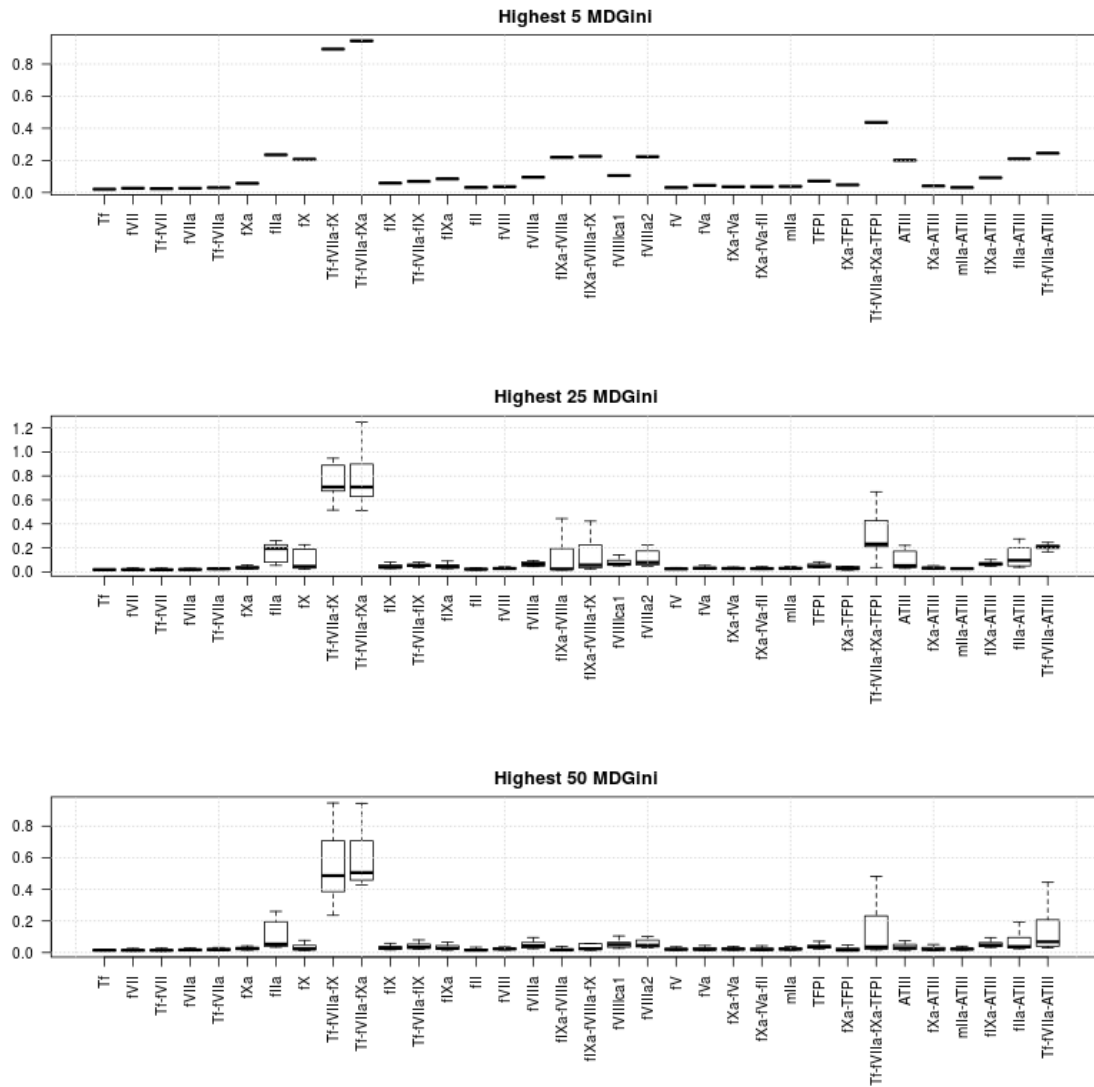 Highest 5 MDGini
0.8
0.6
0.4
0.2
0.0
Tf
fVII
Tf-fVII
fVIIa
Tf-fVIIa
fXa
fIIa
fX
Tf-fVIIa-fX
Tf-fVIIa-fXa
fIX
Tf-fVIIa-fIX
fIXa
fII
fVIII
fVIIIa
fIXa-fVIIIa
fIXa-fVIIIa-fX
fVIIIca1
fVIIIa2
fV
fVa
fXa-fVa
fXa-fVa-fII
mIIa
TFPI
fXa-TFPI
Tf-fVIIa-fXa-TFPI
ATIII
fXa-ATIII
mIIa-ATIII
fIXa-ATIII
fIIa-ATIII
Tf-fVIIa-ATIII
Highest 25 MDGini
1.2
1.0
0.8
0.6
0.4
0.2
0.0
Tf
fVII
Tf-fVII
fVIIa
Tf-fVIIa
fXa
fIIa
fX
Tf-fVIIa-fX
Tf-fVIIa-fXa
fIX
Tf-fVIIa-fIX
fIXa
fII
fVIII
fVIIIa
fIXa-fVIIIa
fIXa-fVIIIa-fX
fVIIIca1
fVIIIa2
fV
fVa
fXa-fVa
fXa-fVa-fII
mIIa
TFPI
fXa-TFPI
Tf-fVIIa-fXa-TFPI
ATIII
fXa-ATIII
mIIa-ATIII
fIXa-ATIII
fIIa-ATIII
Tf-fVIIa-ATIII
Highest 50 MDGini
0.8
0.6
0.4
0.2
0.0
Tf
fVII
Tf-fVII
fVIIa
Tf-fVIIa
fXa
fIIa
fX
Tf-fVIIa-fX
Tf-fVIIa-fXa
fIX
Tf-fVIIa-fIX
fIXa
fII
fVIII
fVIIIa
fIXa-fVIIIa
fIXa-fVIIIa-fX
fVIIIca1
fVIIIa2
fV
fVa
fXa-fVa
fXa-fVa-fII
mIIa
TFPI
fXa-TFPI
Tf-fVIIa-fXa-TFPI
ATIII
fXa-ATIII
mIIa-ATIII
fIXa-ATIII
fIIa-ATIII
Tf-fVIIa-ATIII